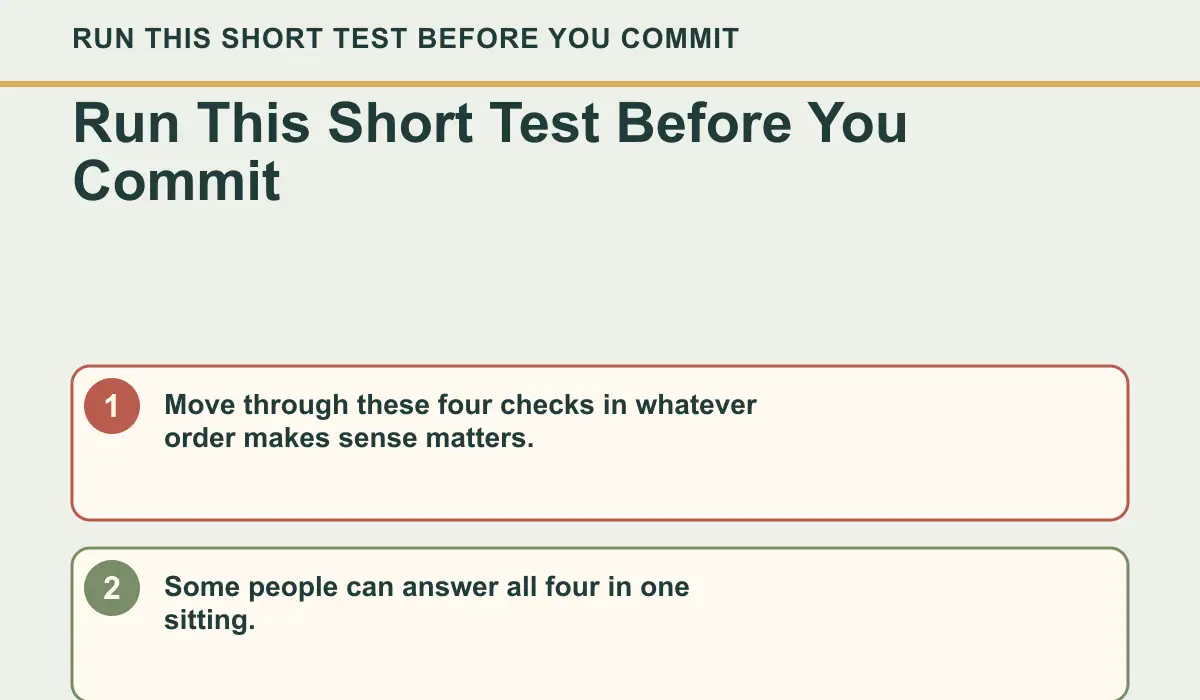 RUN THIS SHORT TEST BEFORE YOU COMMIT
Run This Short Test Before You
Commit
1
Move through these four checks in whatever
order makes sense matters.
2
Some people can answer all four in one
sitting.